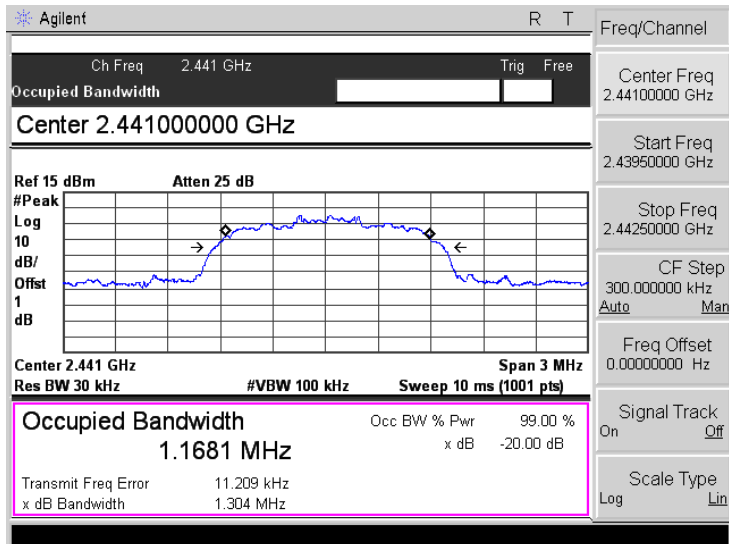 Agilent R T Freq/Channel
Ch Freq 2.441 GHz Trig Free
Occupied Bandwidth
Center 2.441000000 GHz
Ref 15 dBm Atten 25 dB
#Peak
Log
10
dB/
Offst
1
dB
Center 2.441 GHz Span 3 MHz
Res BW 30 kHz #VBW 100 kHz Sweep 10 ms (1001 pts)
Occupied Bandwidth Occ BW % Pwr 99.00 %
1.1681 MHz x dB -20.00 dB
Transmit Freq Error 11.209 kHz
x dB Bandwidth 1.304 MHz
Center Freq
2.44100000 GHz
Start Freq
2.43950000 GHz
Stop Freq
2.44250000 GHz
CF Step
300.000000 kHz
Auto Man
Freq Offset
0.00000000 Hz
Signal Track
On Off
Scale Type
Log Lin